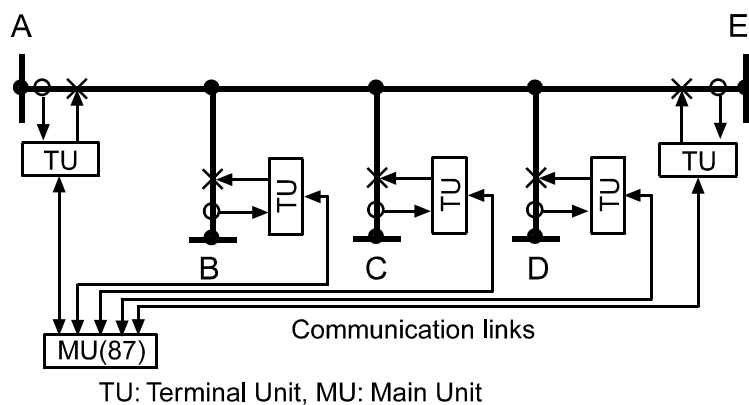 A
E
TU
TU
TU
TU
TU
B
C
D
Communication links
MU(87)
TU: Terminal Unit, MU: Main Unit